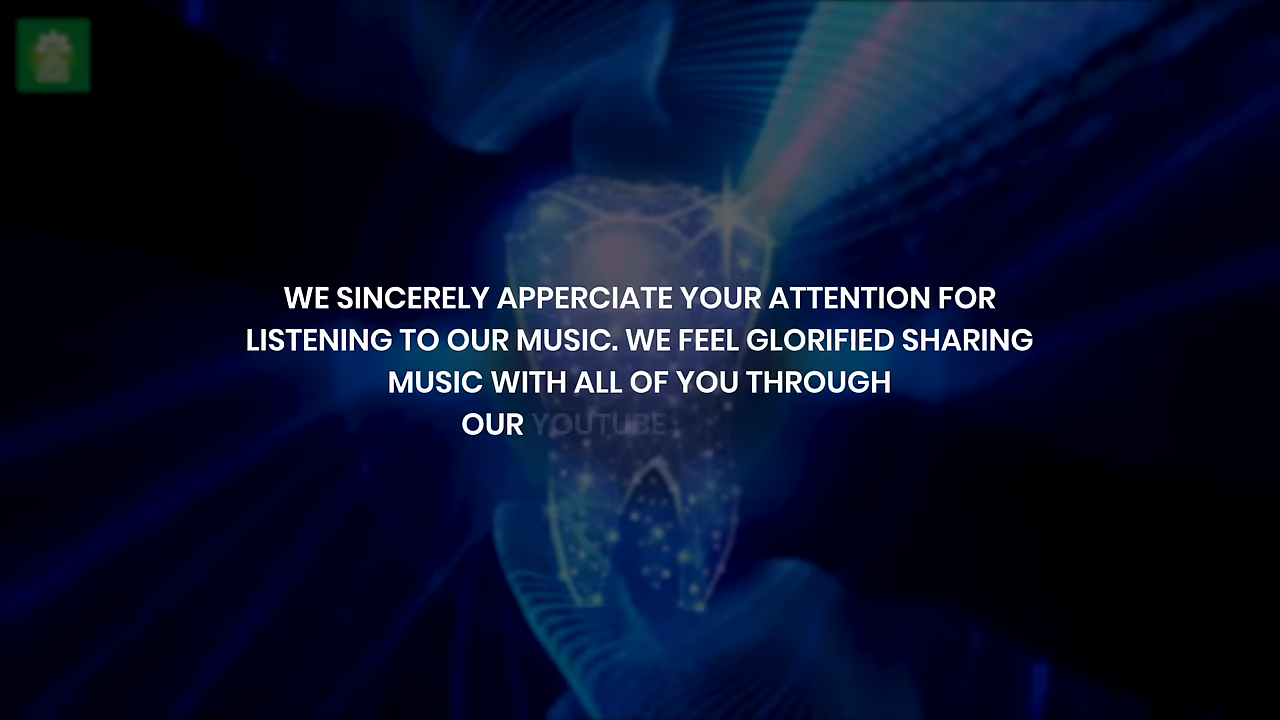 WE SINCERELY APPERCIATE YOUR ATTENTION FOR
LISTENING TO OUR MUSIC. WE FEEL GLORIFIED SHARING
MUSIC WITH ALL OF YOU THROUGH
OUR YOUTUBE